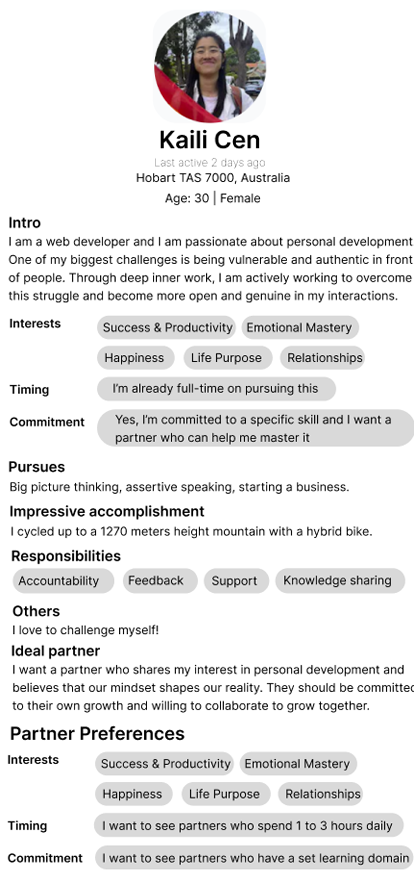 Kaili Cen
Last active 2 days ago
Hobart TAS 7000, Australia
Age: 30 | Female
Intro
I am a web developer and I am passionate about personal development
One of my biggest challenges is being vulnerable and authentic in front
of people. Through deep inner work, I am actively working to overcome
this struggle and become more open and genuine in my interactions.
Interests
Success & Productivity Emotional Mastery
Happiness Life Purpose Relationships
Timing I'm already full-time on pursuing this
Commitment Yes, I'm committed to a specific skill and I want a
partner who can help me master it
Pursues
Big picture thinking, assertive speaking, starting a business.
Impressive accomplishment
I cycled up to a 1270 meters height mountain with a hybrid bike.
Responsibilities
Accountability Feedback Support Knowledge sharing
Others
I love to challenge myself!
Ideal partner
I want a partner who shares my interest in personal development and
believes that our mindset shapes our reality. They should be committed
to their own growth and willing to collaborate to grow together.
Partner Preferences
Interests
Success & Productivity Emotional Mastery
Happiness Life Purpose Relationships
Timing I want to see partners who spend 1 to 3 hours daily
Commitment I want to see partners who have a set learning domain